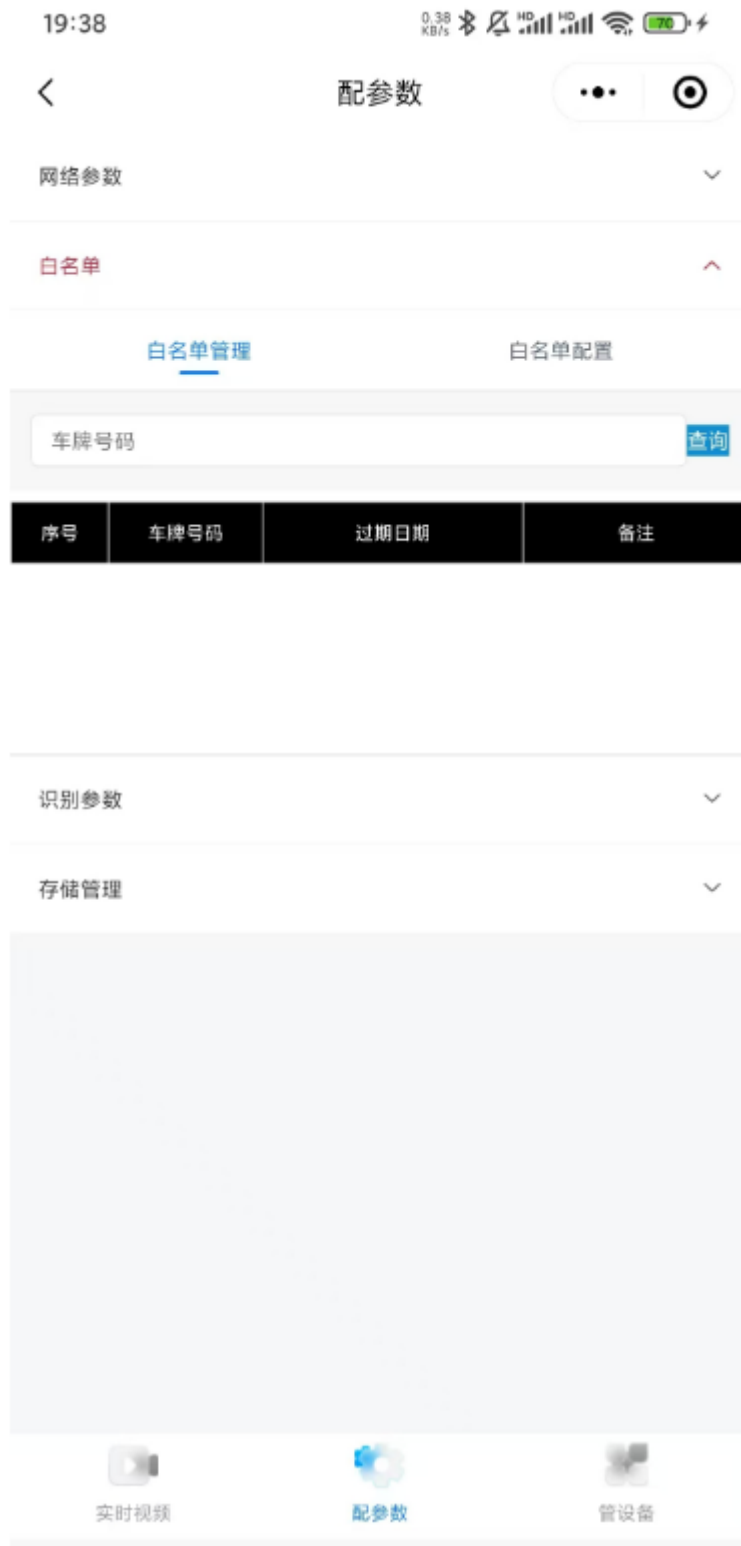 19:38 0.38 KB/s HD HD 70
配参数
网络参数
白名单
白名单管理 白名单配置
车牌号码 查询
序号 车牌号码 过期日期 备注
识别参数
存储管理
实时视频 配参数 管设备